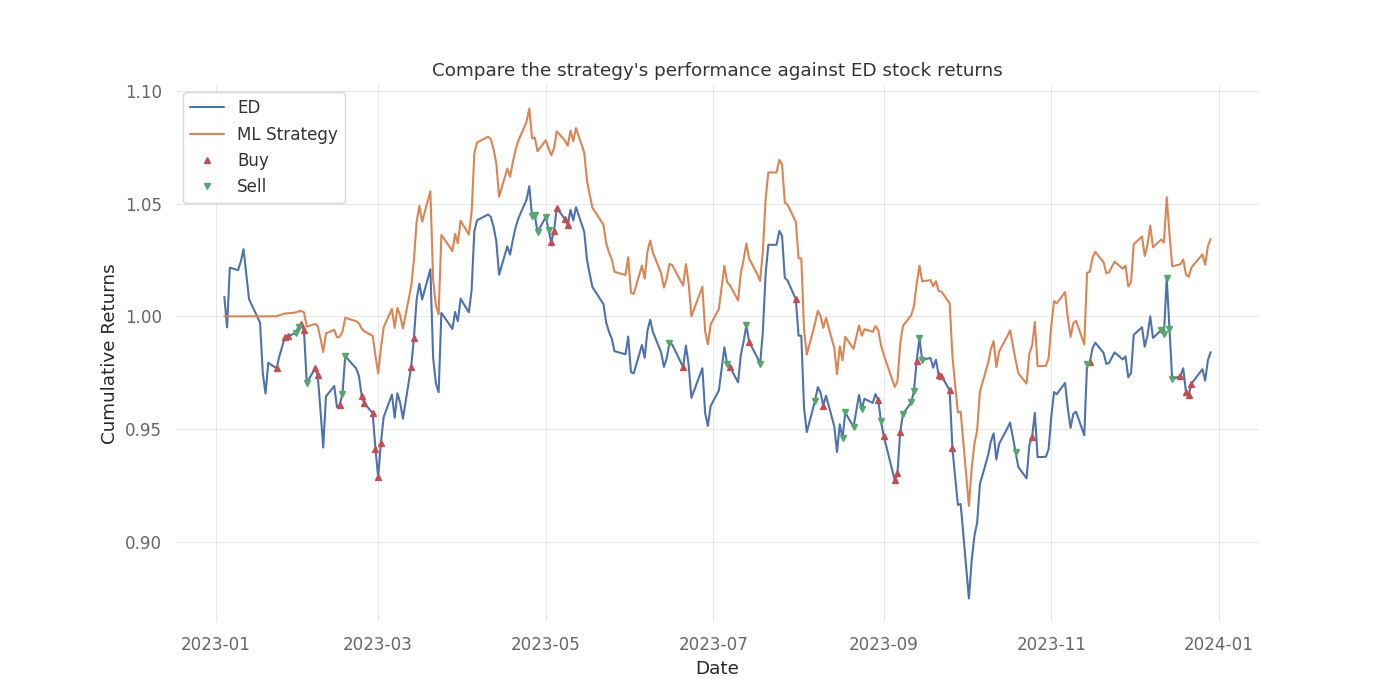 Compare the strategy's performance against ED stock returns
1.10
1.05
1.00
0.95
0.90
Cumulative Returns
ED
ML Strategy
Buy
Sell
2023-01 2023-03 2023-05 2023-07 2023-09 2023-11 2024-01
Date